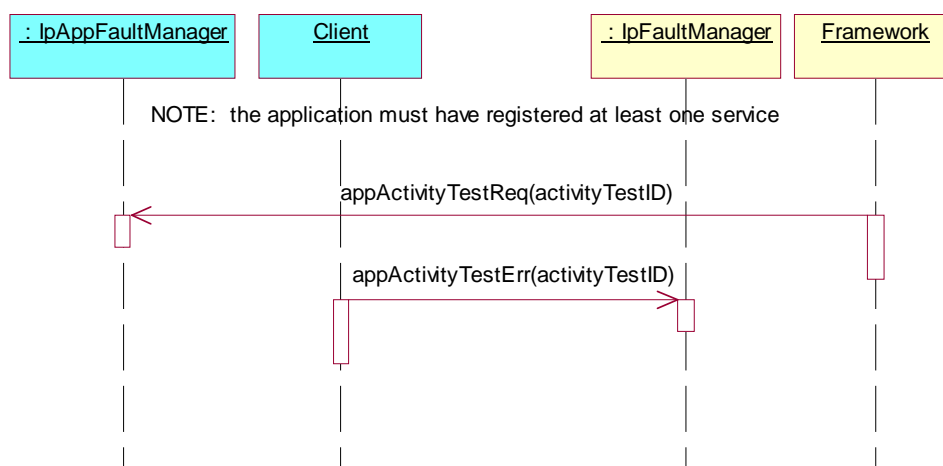 : IpAppFaultManager
Client
: IpFaultManager
Framework
NOTE: the application must have registered at least one service
appActivityTestReq(activityTestID)
appActivityTestErr(activityTestID)